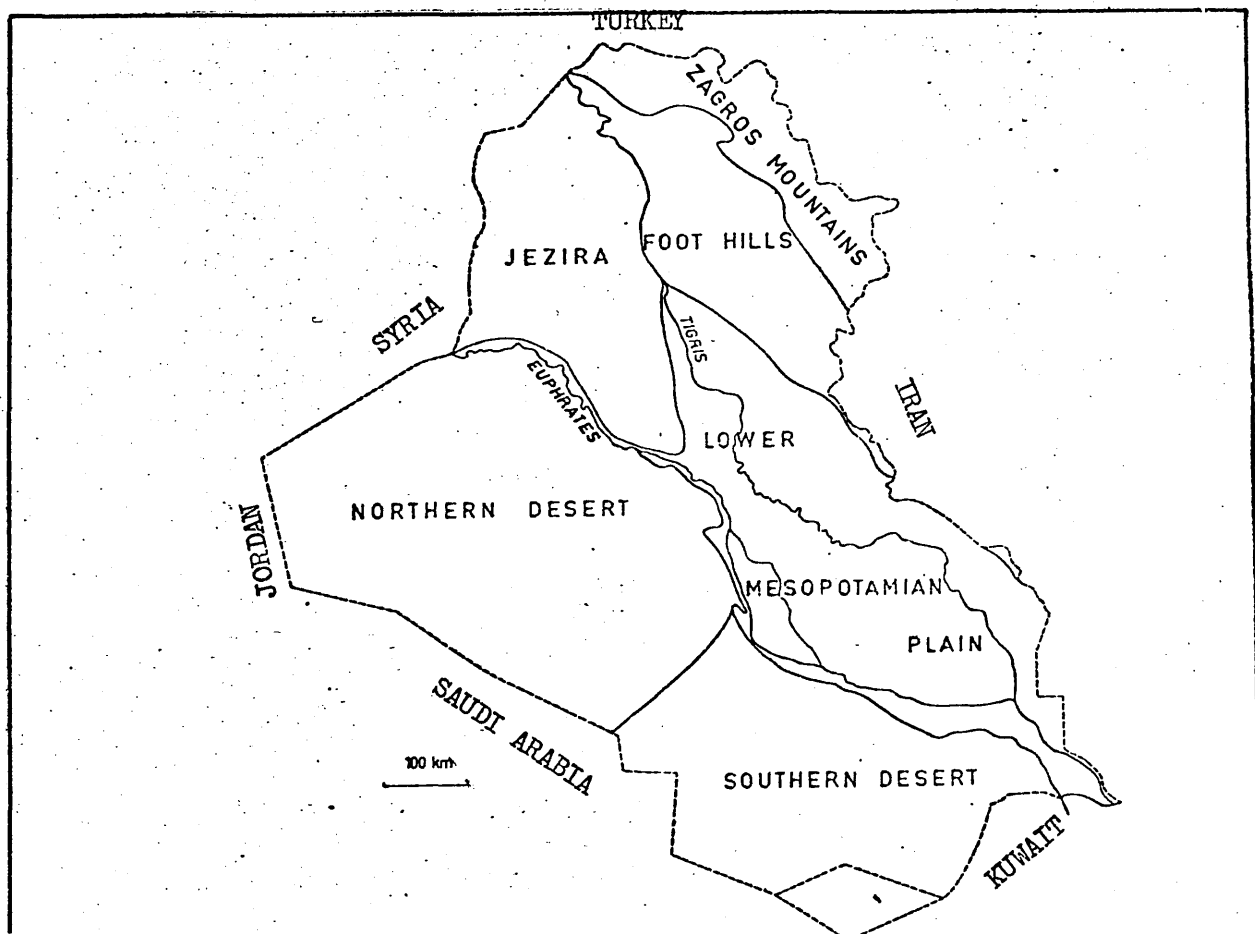 TURKEY
ZAGROS MOUNTAINS
JEZIRA
FOOT HILLS
SYRIA
TIGRIS
EUPHRATES
IRAN
LOWER
NORTHERN DESERT
JORDAN
MESOPOTAMIAN
PLAIN
SAUDI ARABIA
100 km
SOUTHERN DESERT
KUWAIT